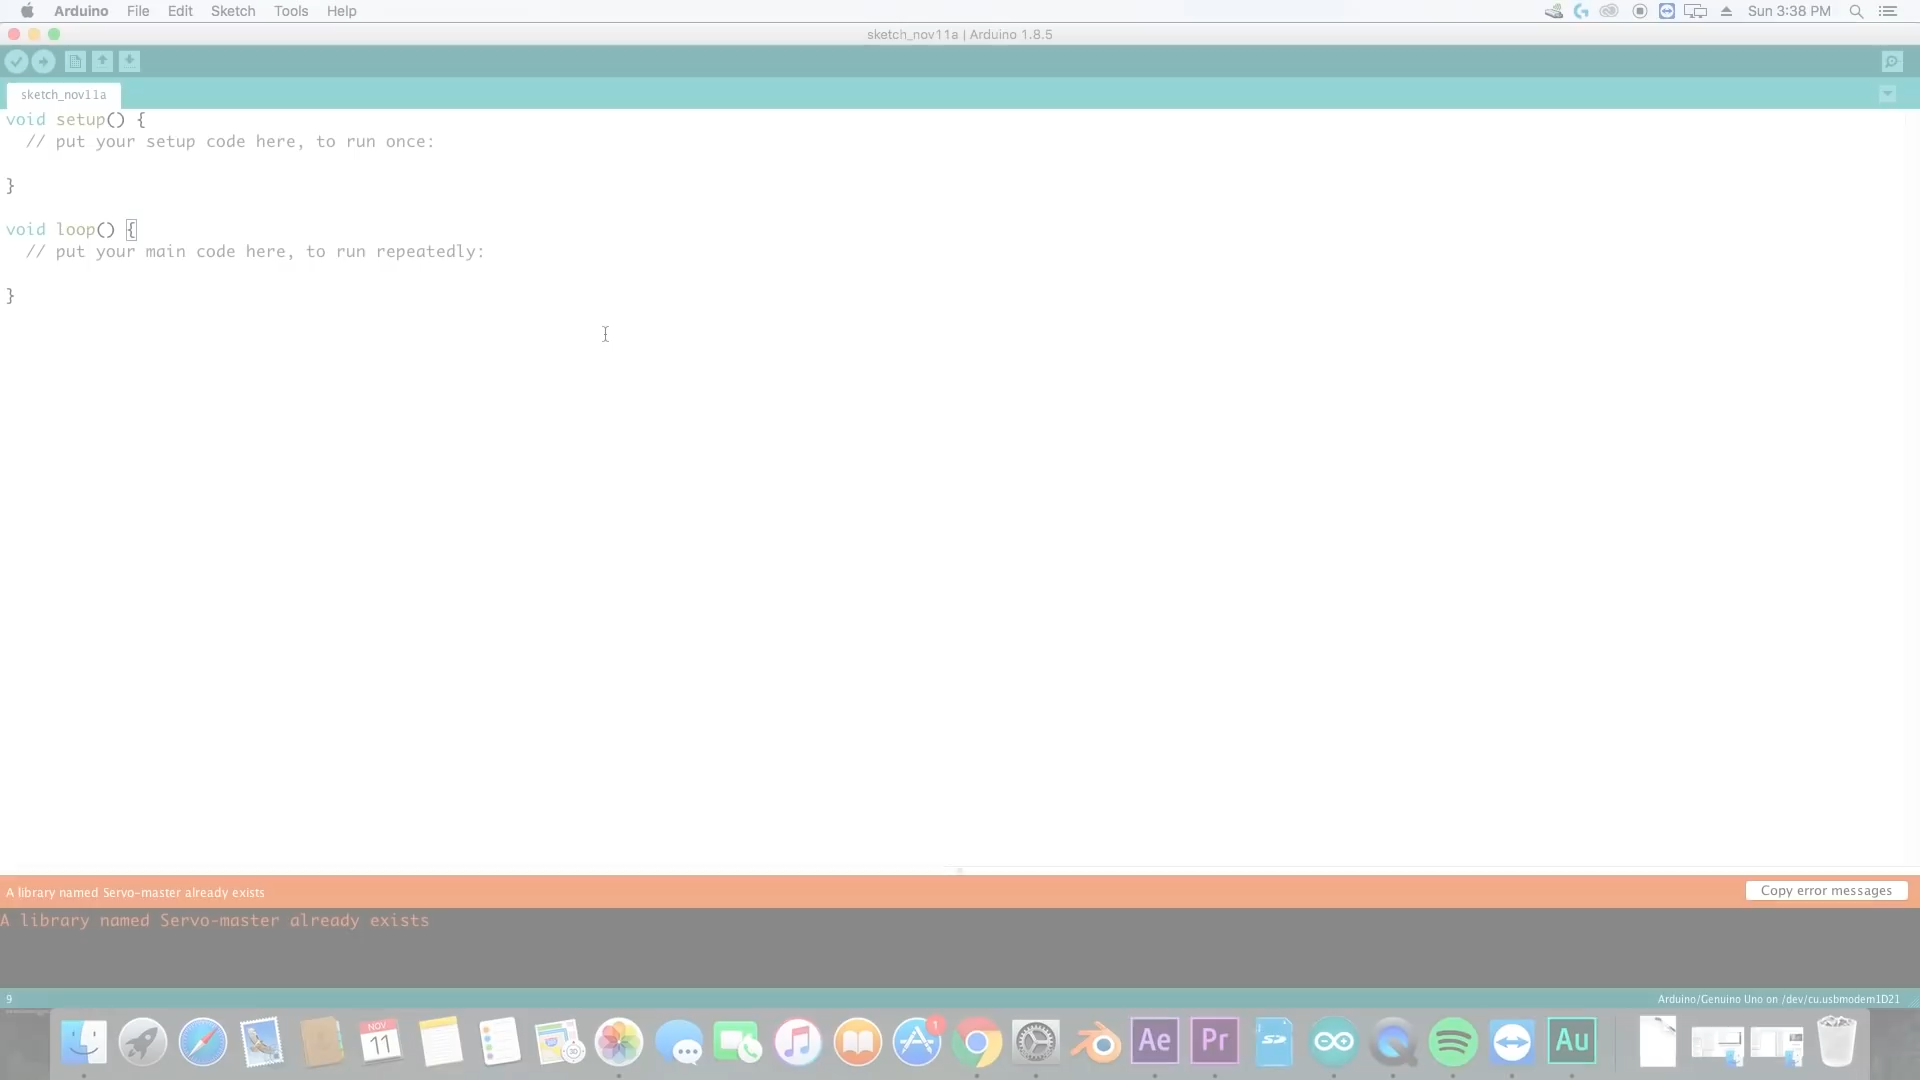 Arduino File Edit Sketch Tools Help Sun 3:38 PM
sketch_nov11a | Arduino 1.8.5
sketch_nov11a
void setup() {
  // put your setup code here, to run once:
}
void loop() {
  // put your main code here, to run repeatedly:
}
A library named Servo-master already exists
Copy error messages
A library named Servo-master already exists
9
Arduino/Genuino Uno on /dev/cu.usbmodem1D21
NOV
11
1
Ae
Pr
SD
Au